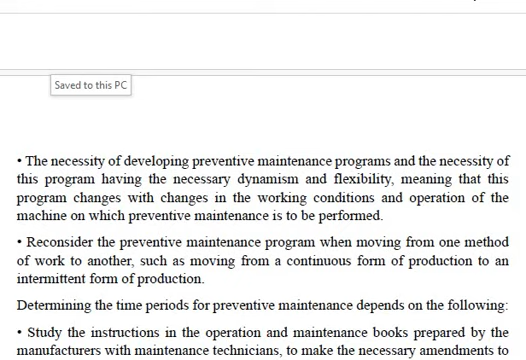 Saved to this PC
• The necessity of developing preventive maintenance programs and the necessity of
this program having the necessary dynamism and flexibility, meaning that this
program changes with changes in the working conditions and operation of the
machine on which preventive maintenance is to be performed.
• Reconsider the preventive maintenance program when moving from one method
of work to another, such as moving from a continuous form of production to an
intermittent form of production.
Determining the time periods for preventive maintenance depends on the following:
• Study the instructions in the operation and maintenance books prepared by the
manufacturers with maintenance technicians, to make the necessary amendments to